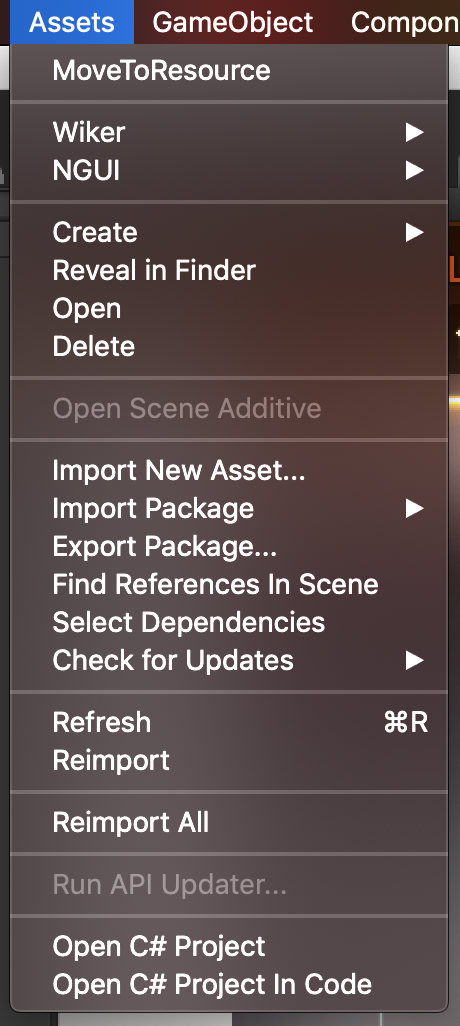 Assets GameObject Compon
MoveToResource
Wiker
NGUI
Create
Reveal in Finder
Open
Delete
Open Scene Additive
Import New Asset...
Import Package
Export Package...
Find References In Scene
Select Dependencies
Check for Updates
Refresh ⌘R
Reimport
Reimport All
Run API Updater...
Open C# Project
Open C# Project In Code